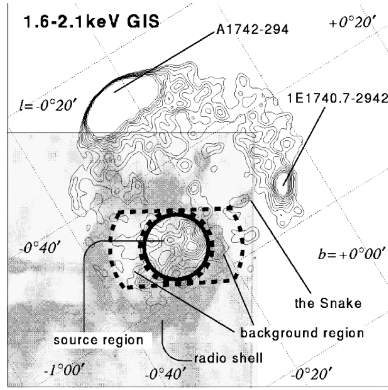 1.6-2.1keV GIS
A1742-294
+0°20′
l=-0°20′
1E1740.7-2942
-0°40′
b=+0°00′
the Snake
source region
background region
radio shell
-1°00′
-0°40′
-0°20′